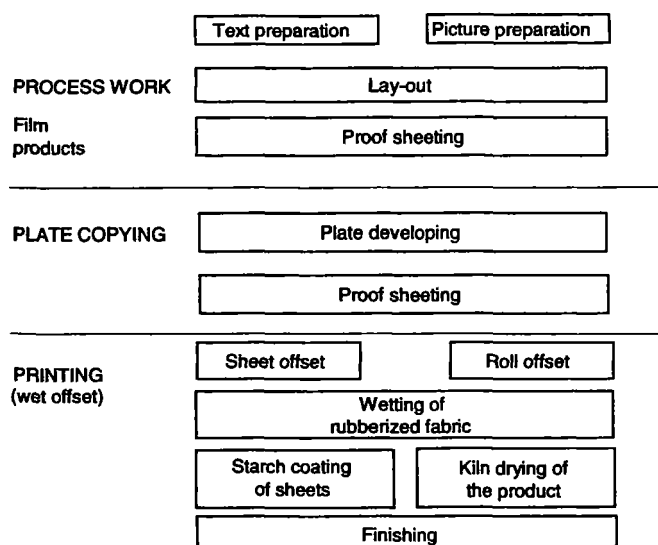 Text preparation
Picture preparation
PROCESS WORK
Lay-out
Film
products
Proof sheeting
PLATE COPYING
Plate developing
Proof sheeting
Sheet offset
Roll offset
PRINTING
(wet offset)
Wetting of
rubberized fabric
Starch coating
of sheets
Kiln drying of
the product
Finishing